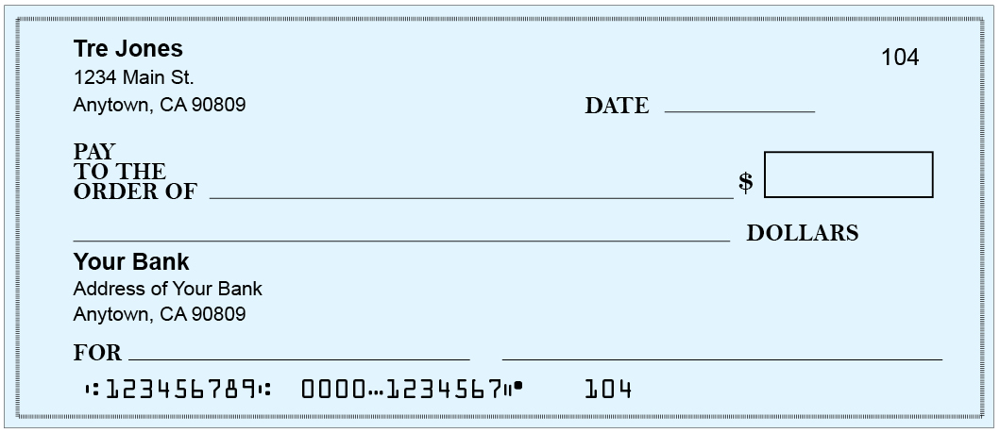 Tre Jones
104
1234 Main St.
Anytown, CA 90809
DATE
PAY
TO THE
ORDER OF
$
DOLLARS
Your Bank
Address of Your Bank
Anytown, CA 90809
FOR
⑆123456789⑆ 0000⑉1234567⑈ 104